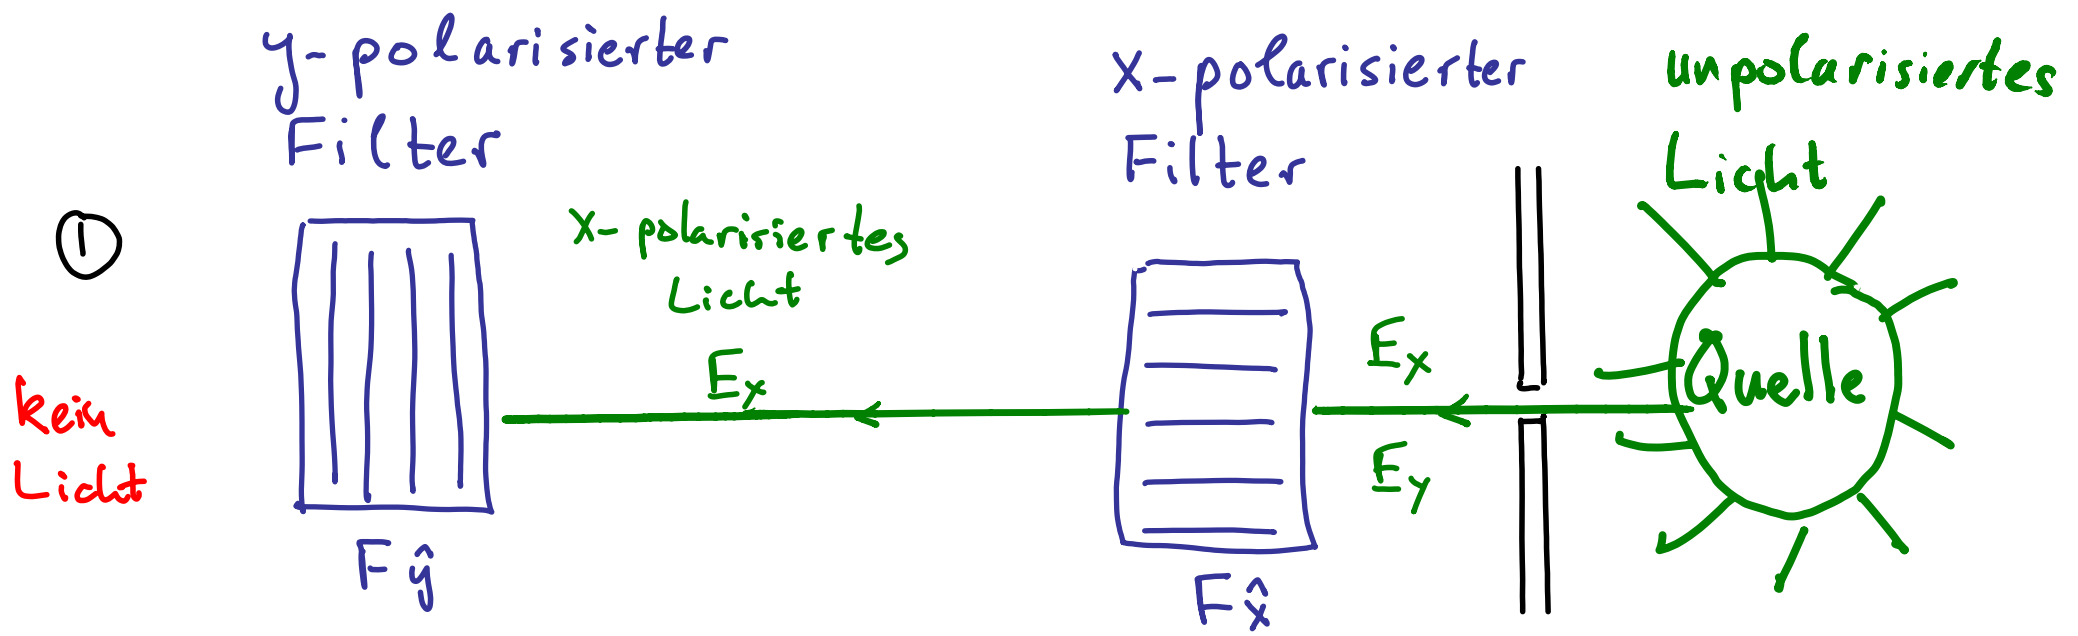 y-polarisierter
Filter
x-polarisierter
Filter
unpolarisiertes
Licht
1
x-polarisiertes
Licht
kein
Licht
Ex
Ex
Ey
Quelle
Fŷ
Fx̂